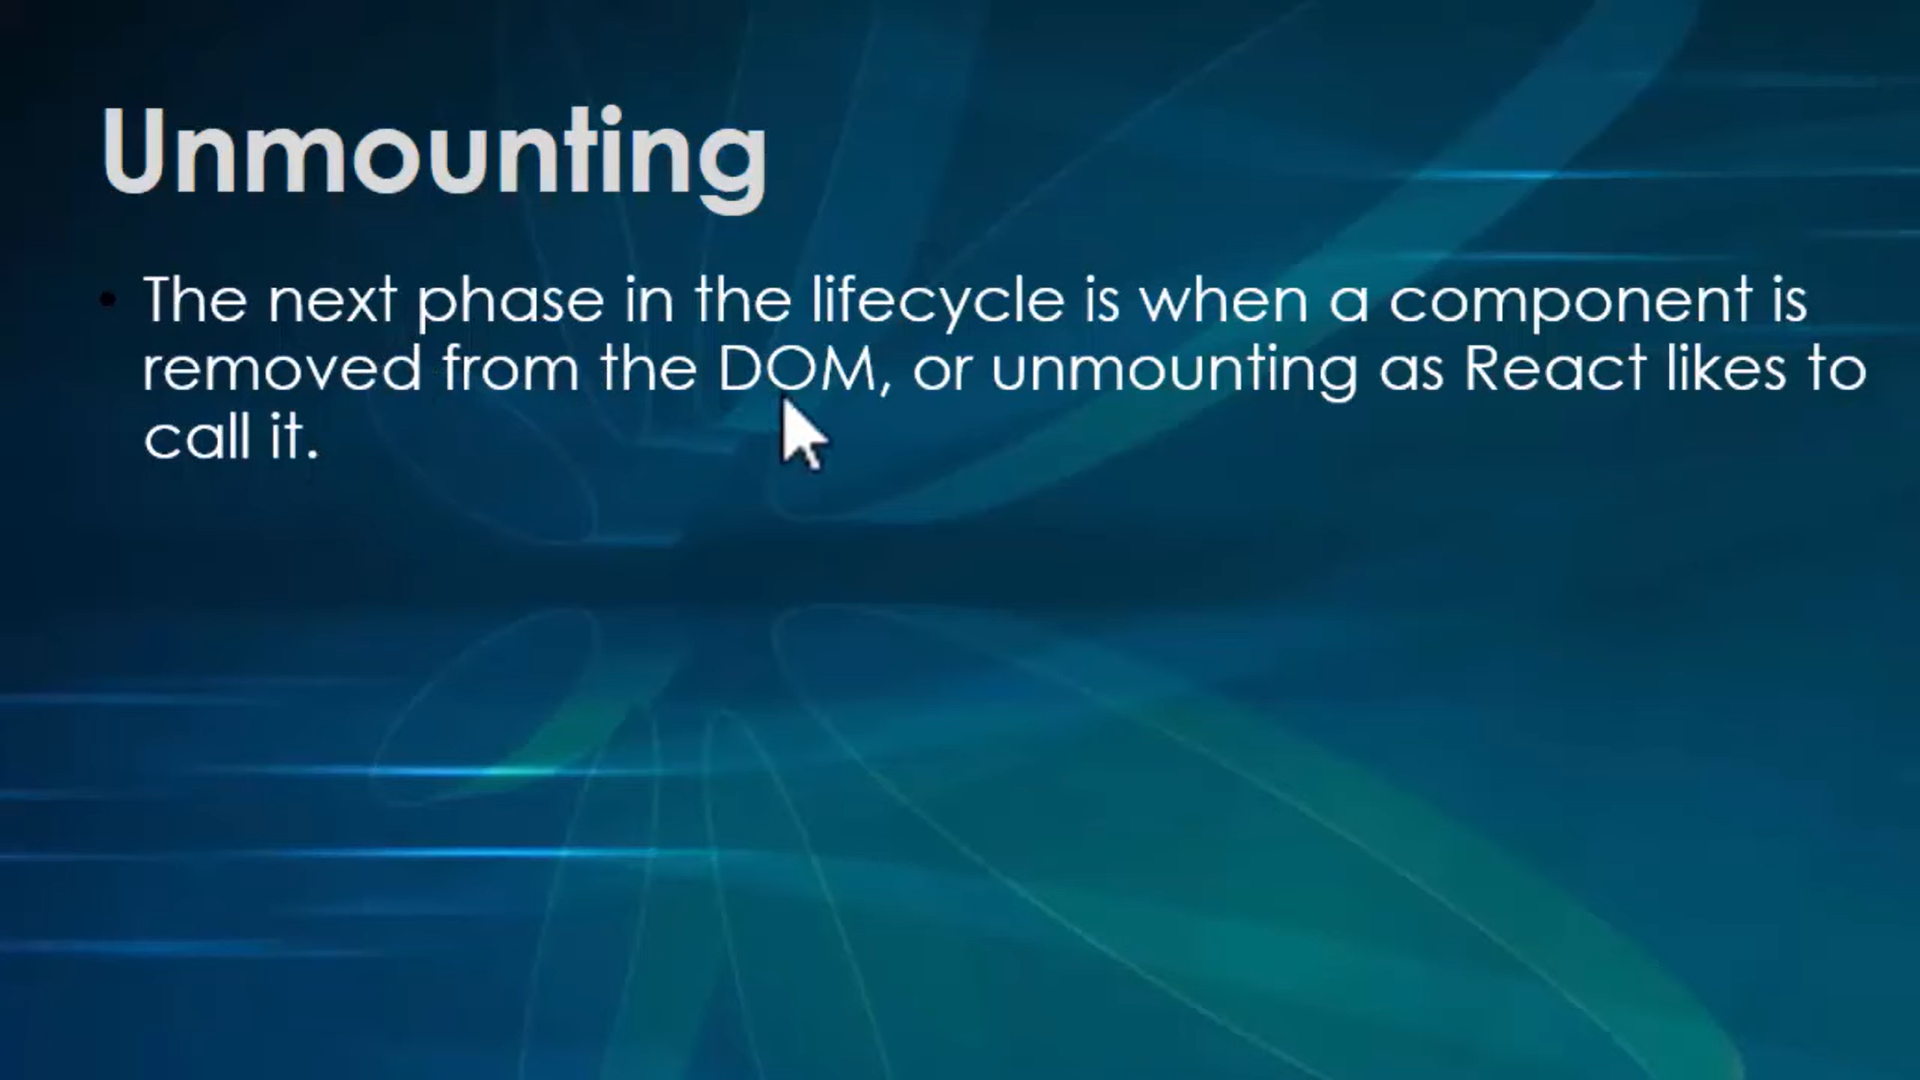 Unmounting
• The next phase in the lifecycle is when a component is
removed from the DOM, or unmounting as React likes to
call it.